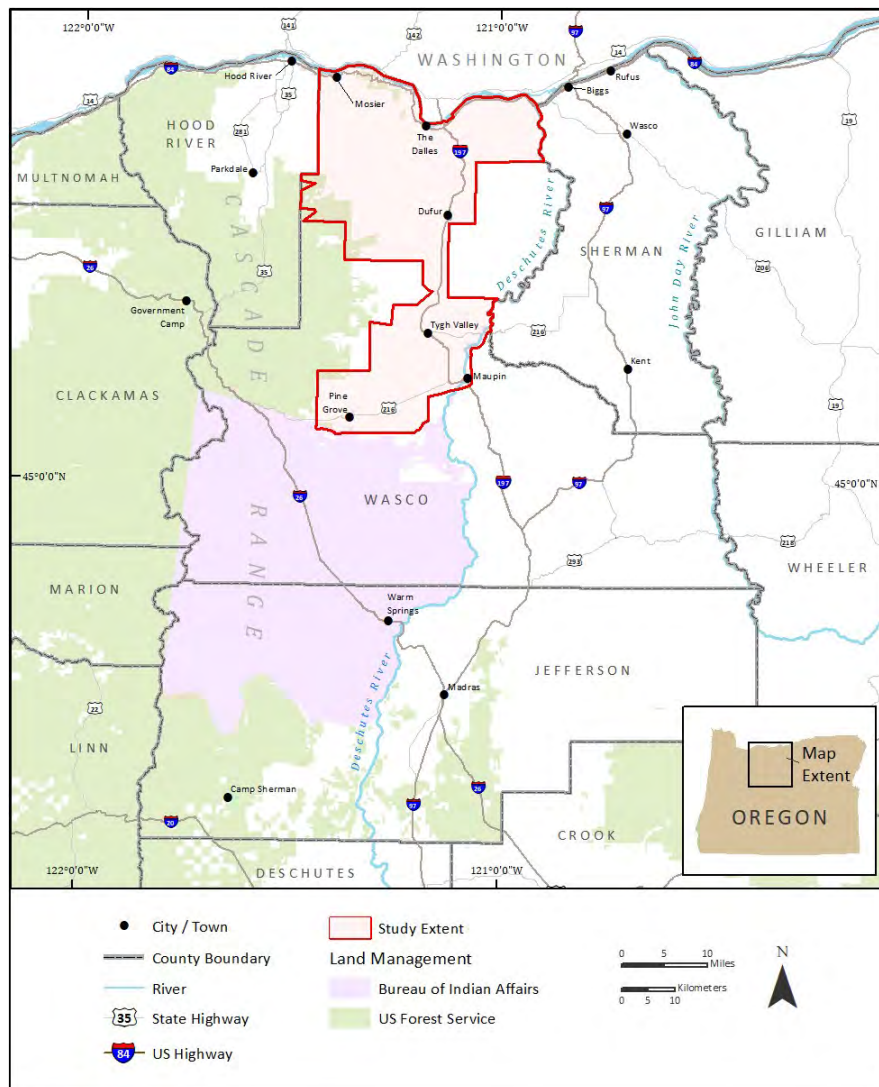 122°0'0"W
121°0'0"W
141
142
97
WASHINGTON
14
84
Hood River
84
Rufus
Biggs
14
35
Mosier
19
HOOD
RIVER
281
The
Dalles
Wasco
197
MULTNOMAH
Parkdale
CASCADE
Dufur
Deschutes River
97
SHERMAN
John Day River
GILLIAM
26
35
206
Government
Camp
Tygh Valley
216
Maupin
Kent
CLACKAMAS
Pine
Grove
216
19
45°0'0"N
45°0'0"N
26
WASCO
197
97
RANGE
218
293
WHEELER
MARION
Warm
Springs
JEFFERSON
Deschutes River
Madras
22
LINN
Map
Extent
OREGON
Camp Sherman
97
26
20
CROOK
DESCHUTES
122°0'0"W
121°0'0"W
City / Town
County Boundary
River
35
State Highway
84
US Highway
Study Extent
Land Management
Bureau of Indian Affairs
US Forest Service
0 5 10
Miles
Kilometers
0 5 10
N